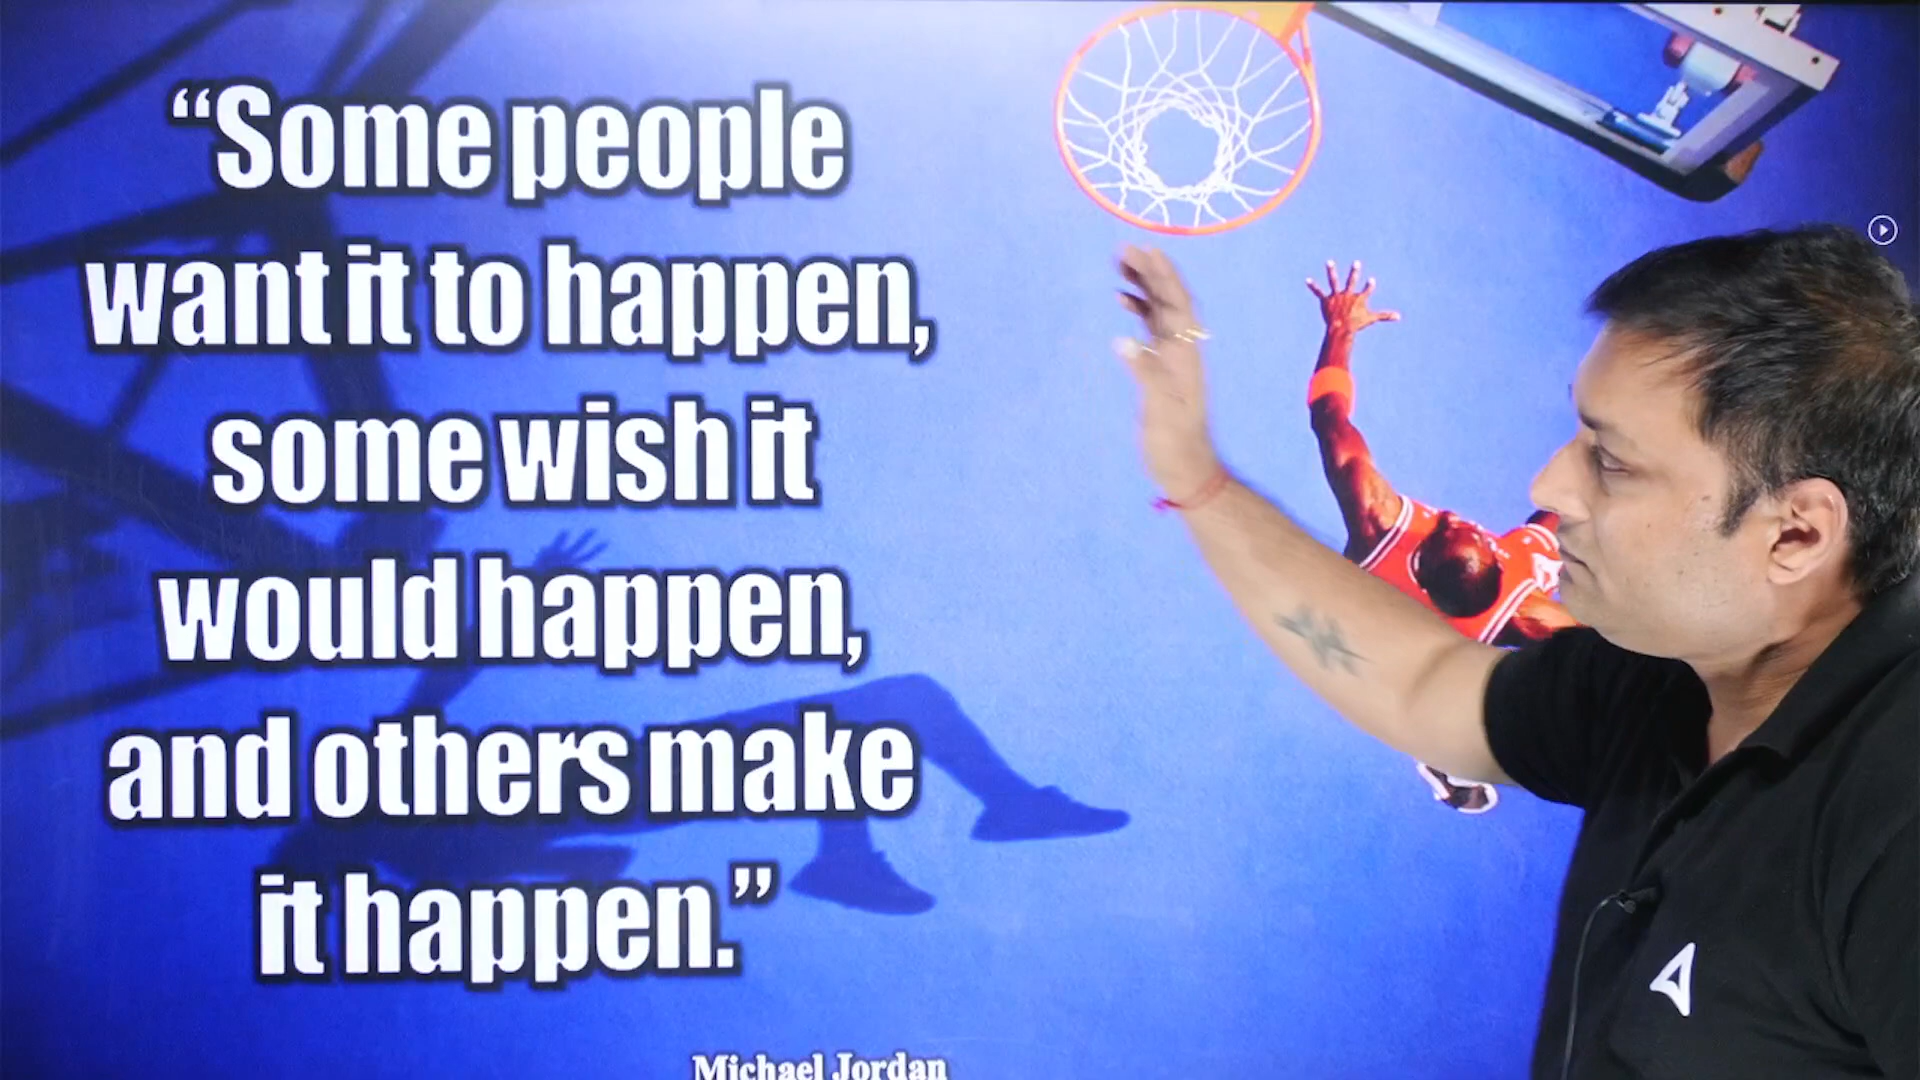 “Some people
want it to happen,
some wish it
would happen,
and others make
it happen.”
Michael Jordan